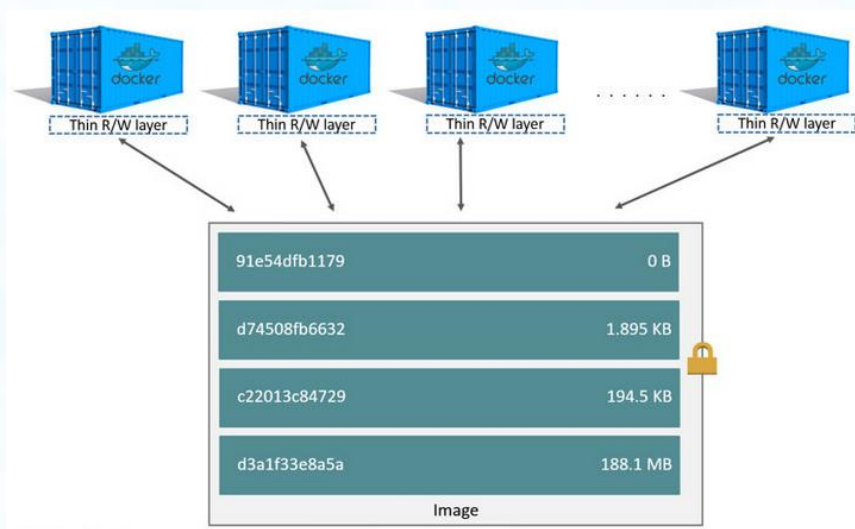 docker docker docker docker
Thin R/W layer Thin R/W layer Thin R/W layer ...... Thin R/W layer
91e54dfb1179 0 B
d74508fb6632 1.895 KB
c22013c84729 194.5 KB
d3a1f33e8a5a 188.1 MB
Image